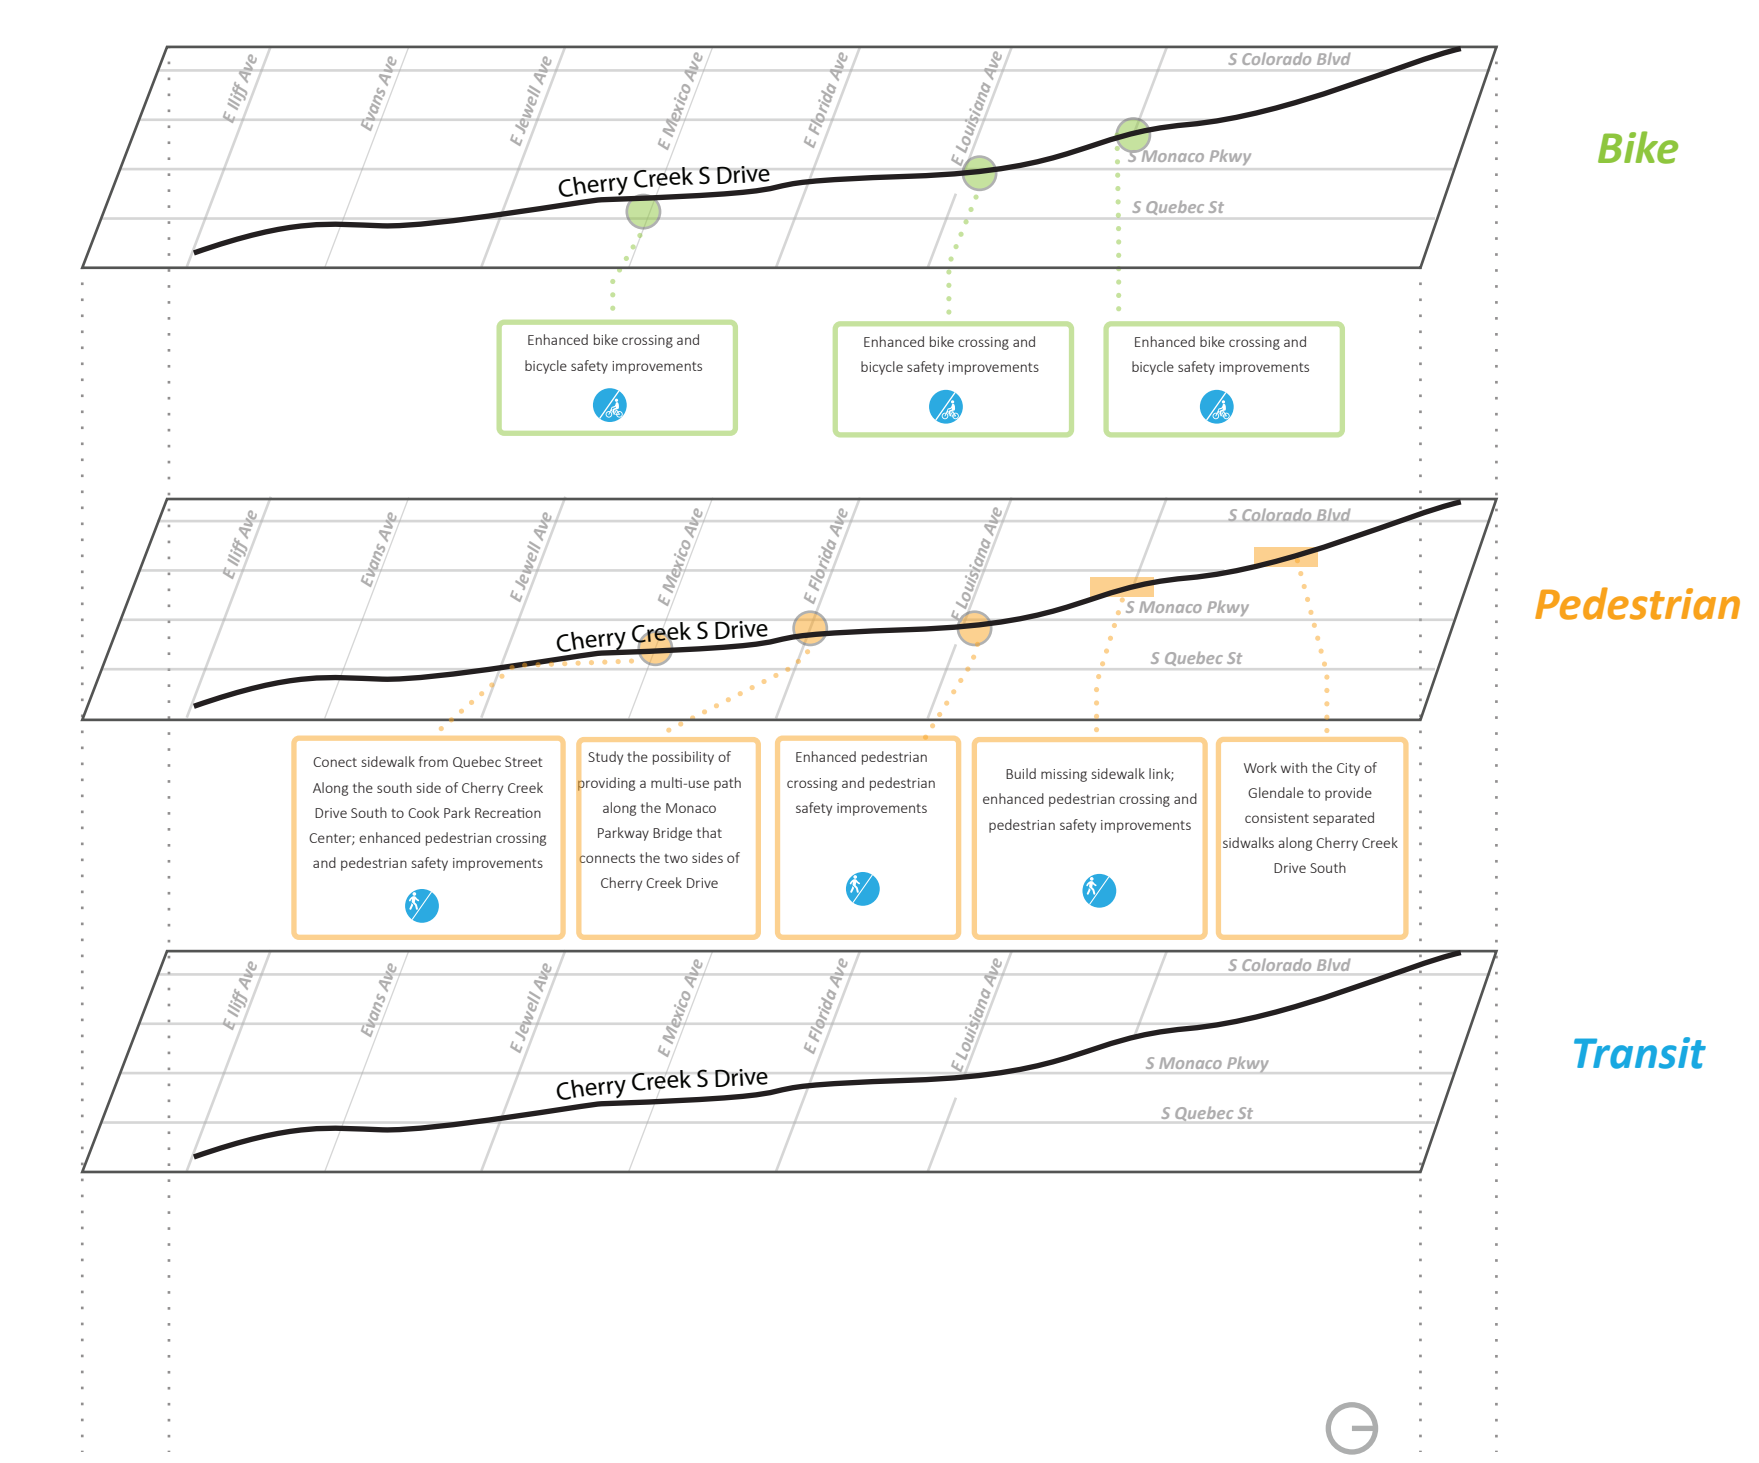 S Colorado Blvd
E Iliff Ave
Evans Ave
E Jewell Ave
E Mexico Ave
E Florida Ave
E Louisiana Ave
Bike
S Monaco Pkwy
Cherry Creek S Drive
S Quebec St
Enhanced bike crossing and
bicycle safety improvements
Enhanced bike crossing and
bicycle safety improvements
Enhanced bike crossing and
bicycle safety improvements
S Colorado Blvd
E Iliff Ave
Evans Ave
E Jewell Ave
E Mexico Ave
E Florida Ave
E Louisiana Ave
Pedestrian
S Monaco Pkwy
Cherry Creek S Drive
S Quebec St
Conect sidewalk from Quebec Street
Along the south side of Cherry Creek
Drive South to Cook Park Recreation
Center; enhanced pedestrian crossing
and pedestrian safety improvements
Study the possibility of
providing a multi-use path
along the Monaco
Parkway Bridge that
connects the two sides of
Cherry Creek Drive
Enhanced pedestrian
crossing and pedestrian
safety improvements
Build missing sidewalk link;
enhanced pedestrian crossing and
pedestrian safety improvements
Work with the City of
Glendale to provide
consistent separated
sidwalks along Cherry Creek
Drive South
S Colorado Blvd
E Iliff Ave
Evans Ave
E Jewell Ave
E Mexico Ave
E Florida Ave
E Louisiana Ave
Transit
S Monaco Pkwy
Cherry Creek S Drive
S Quebec St